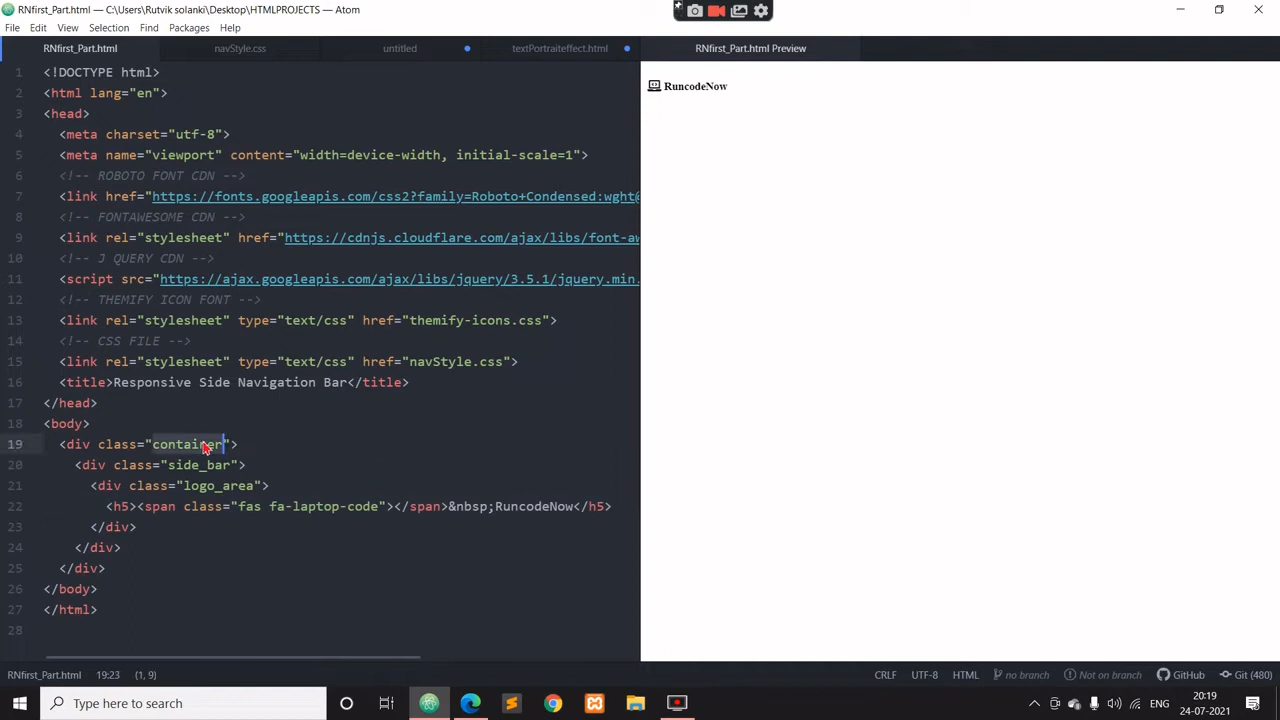 RNfirst_Part.html — C:\Users\Rutvik solanki\Desktop\HTMLPROJECTS — Atom
File Edit View Selection Find Packages Help
RNfirst_Part.html navStyle.css untitled textPortraiteffect.html RNfirst_Part.html Preview
1 <!DOCTYPE html>
2 <html lang="en">
3 <head>
4 <meta charset="utf-8">
5 <meta name="viewport" content="width=device-width, initial-scale=1">
6 <!-- ROBOTO FONT CDN -->
7 <link href="https://fonts.googleapis.com/css2?family=Roboto+Condensed:wght@
8 <!-- FONTAWESOME CDN -->
9 <link rel="stylesheet" href="https://cdnjs.cloudflare.com/ajax/libs/font-aw
10 <!-- J QUERY CDN -->
11 <script src="https://ajax.googleapis.com/ajax/libs/jquery/3.5.1/jquery.min.
12 <!-- THEMIFY ICON FONT -->
13 <link rel="stylesheet" type="text/css" href="themify-icons.css">
14 <!-- CSS FILE -->
15 <link rel="stylesheet" type="text/css" href="navStyle.css">
16 <title>Responsive Side Navigation Bar</title>
17 </head>
18 <body>
19 <div class="container">
20 <div class="side_bar">
21 <div class="logo_area">
22 <h5><span class="fas fa-laptop-code"></span>&nbsp;RuncodeNow</h5>
23 </div>
24 </div>
25 </div>
26 </body>
27 </html>
28
RuncodeNow
RNfirst_Part.html 19:23 (1, 9) CRLF UTF-8 HTML no branch Not on branch GitHub Git (480)
Type here to search ENG 20:19
24-07-2021